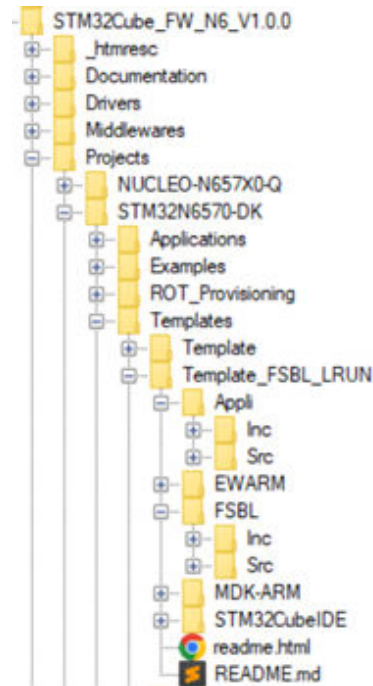 STM32Cube_FW_N6_V1.0.0
_htmresc
Documentation
Drivers
Middlewares
Projects
NUCLEO-N657X0-Q
STM32N6570-DK
Applications
Examples
ROT_Provisioning
Templates
Template
Template_FSBL_LRUN
Appli
Inc
Src
EWARM
FSBL
Inc
Src
MDK-ARM
STM32CubeIDE
readme.html
README.md